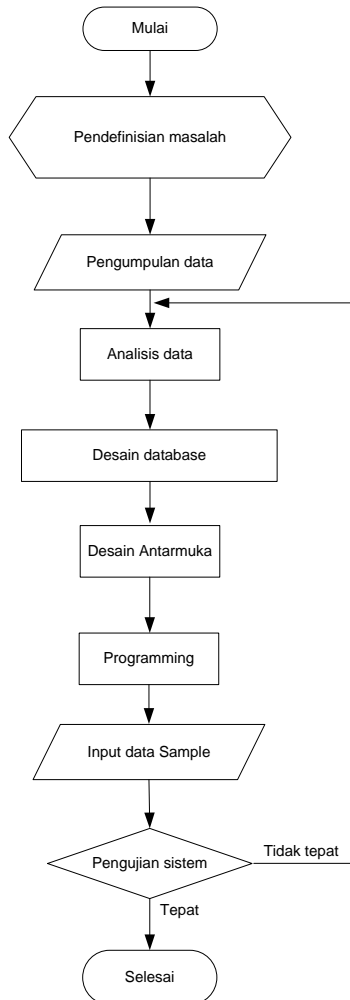 Mulai
Pendefinisian masalah
Pengumpulan data
Analisis data
Desain database
Desain Antarmuka
Programming
Input data Sample
Pengujian sistem
Tidak tepat
Tepat
Selesai